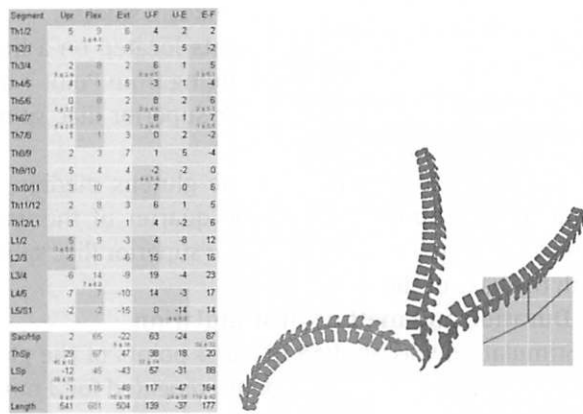 Segment Upr Flex Ext U-F U-E E-F
Th1/2 5 9 6 4 2 2
Th2/3 4 7 9 3 5 -2
Th3/4 2 8 2 6 1 5
Th4/5 4 1 5 -3 1 -4
Th5/6 0 8 2 8 2 6
Th6/7 1 9 2 8 1 7
Th7/8 1 1 3 0 2 -2
Th8/9 2 3 7 1 5 -4
Th9/10 5 4 4 -2 -2 0
Th10/11 3 10 4 7 0 6
Th11/12 2 8 3 6 1 5
Th12/L1 3 7 1 4 -2 6
L1/2 5 9 -3 4 -8 12
L2/3 -5 10 -6 15 -1 16
L3/4 -6 14 -9 19 -4 23
L4/5 -7 7 -10 14 -3 17
L5/S1 -2 -2 -15 0 -14 14
Sac/Hip 2 65 -22 63 -24 87
ThSp 29 67 47 38 18 20
LSp -12 45 -43 57 -31 88
Incl -1 116 -48 117 -47 164
Length 541 681 504 139 -37 177